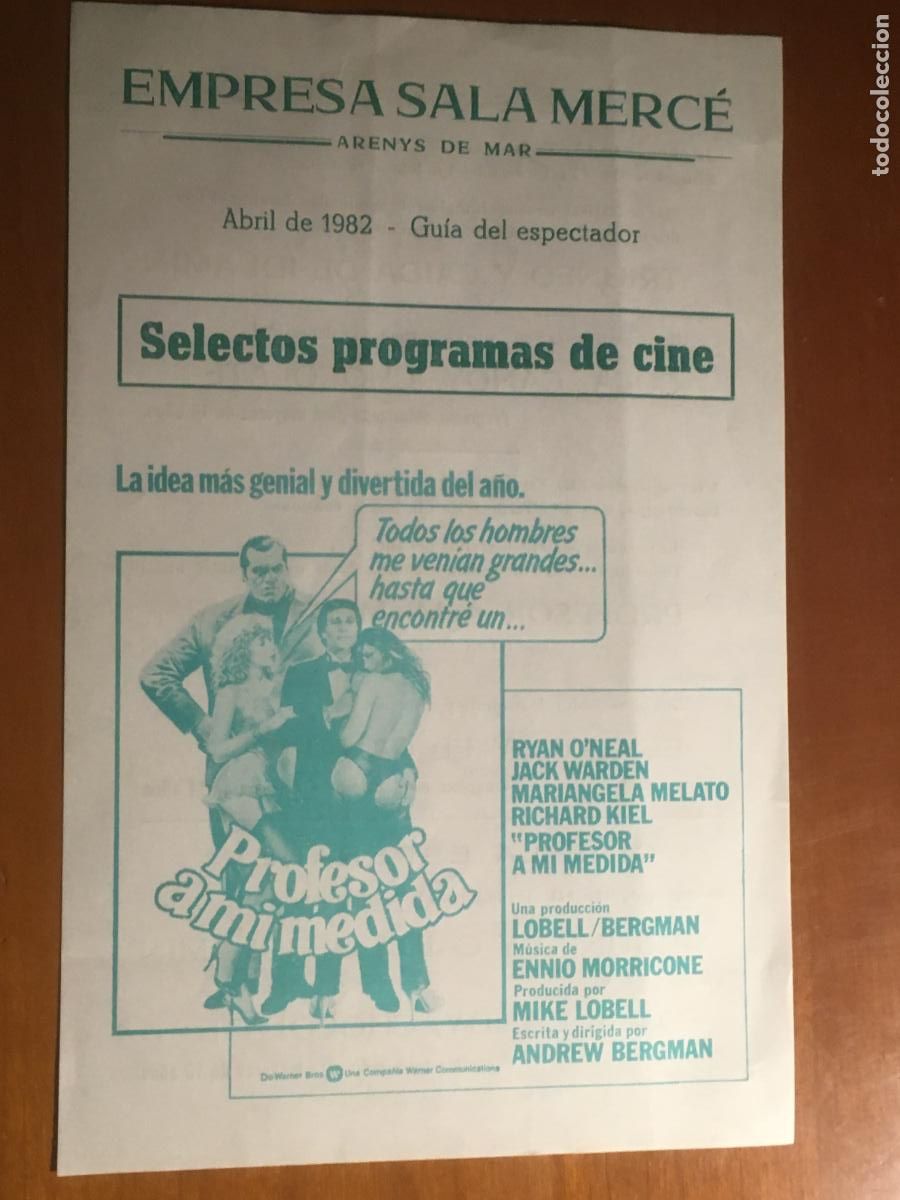 EMPRESA SALA MERCÉ
ARENYS DE MAR
Abril de 1982 - Guía del espectador
Selectos programas de cine
La idea más genial y divertida del año.
Todos los hombres
me venían grandes...
hasta que
encontré un...
Profesor
a mi medida
RYAN O'NEAL
JACK WARDEN
MARIANGELA MELATO
RICHARD KIEL
"PROFESOR
A MI MEDIDA"
Una producción
LOBELL/BERGMAN
Música de
ENNIO MORRICONE
Producida por
MIKE LOBELL
Escrita y dirigida por
ANDREW BERGMAN
De Warner Bros W Una Compañía Warner Communications
todocoleccion